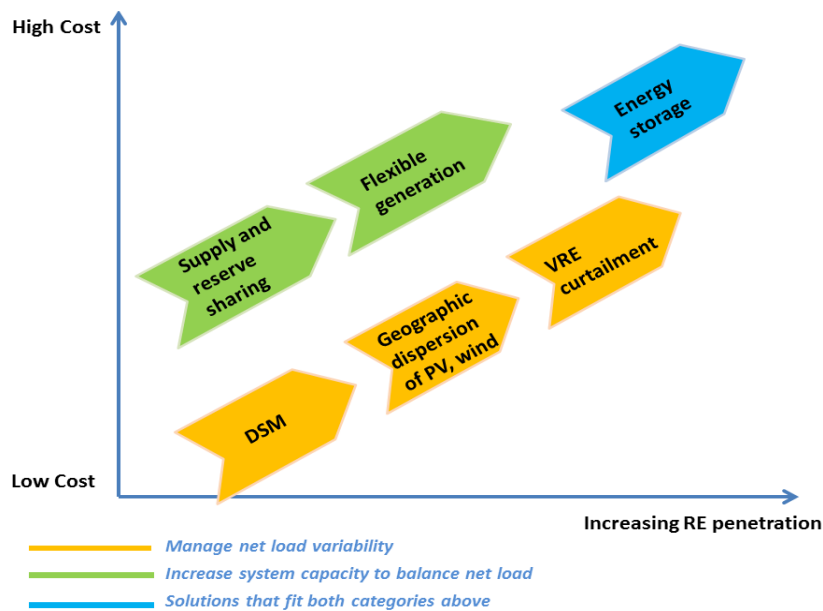 High Cost
Energy
storage
Flexible
generation
Supply and
reserve
sharing
VRE
curtailment
Geographic
dispersion
of PV, wind
DSM
Low Cost
Increasing RE penetration
Manage net load variability
Increase system capacity to balance net load
Solutions that fit both categories above